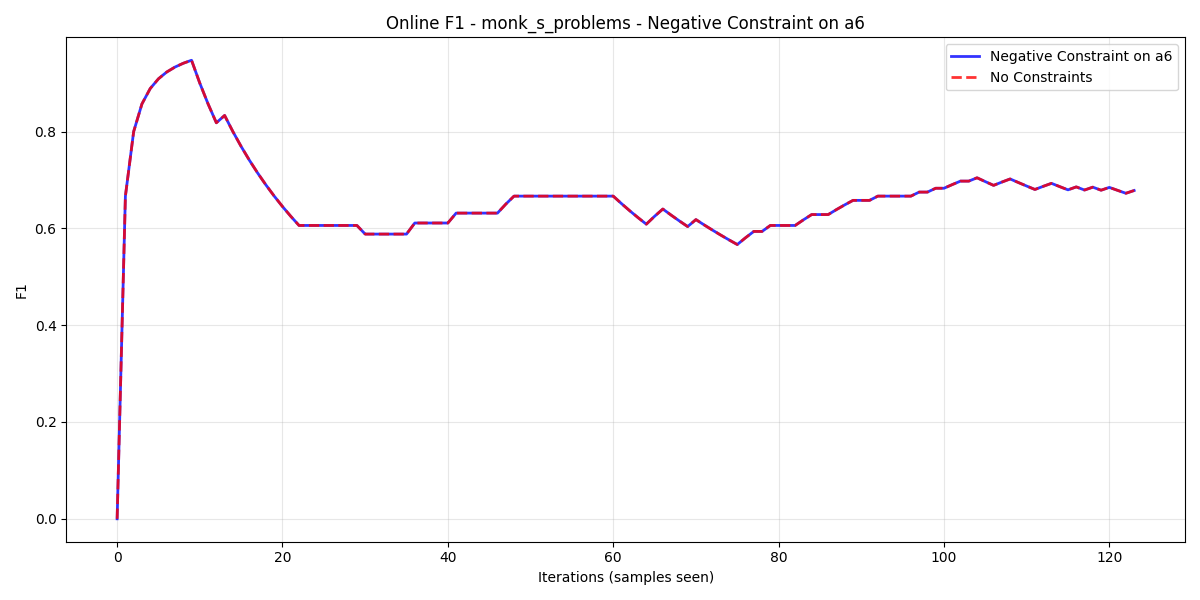 Online F1 - monk_s_problems - Negative Constraint on a6
Negative Constraint on a6
No Constraints
F1
0.8
0.6
0.4
0.2
0.0
0 20 40 60 80 100 120
Iterations (samples seen)